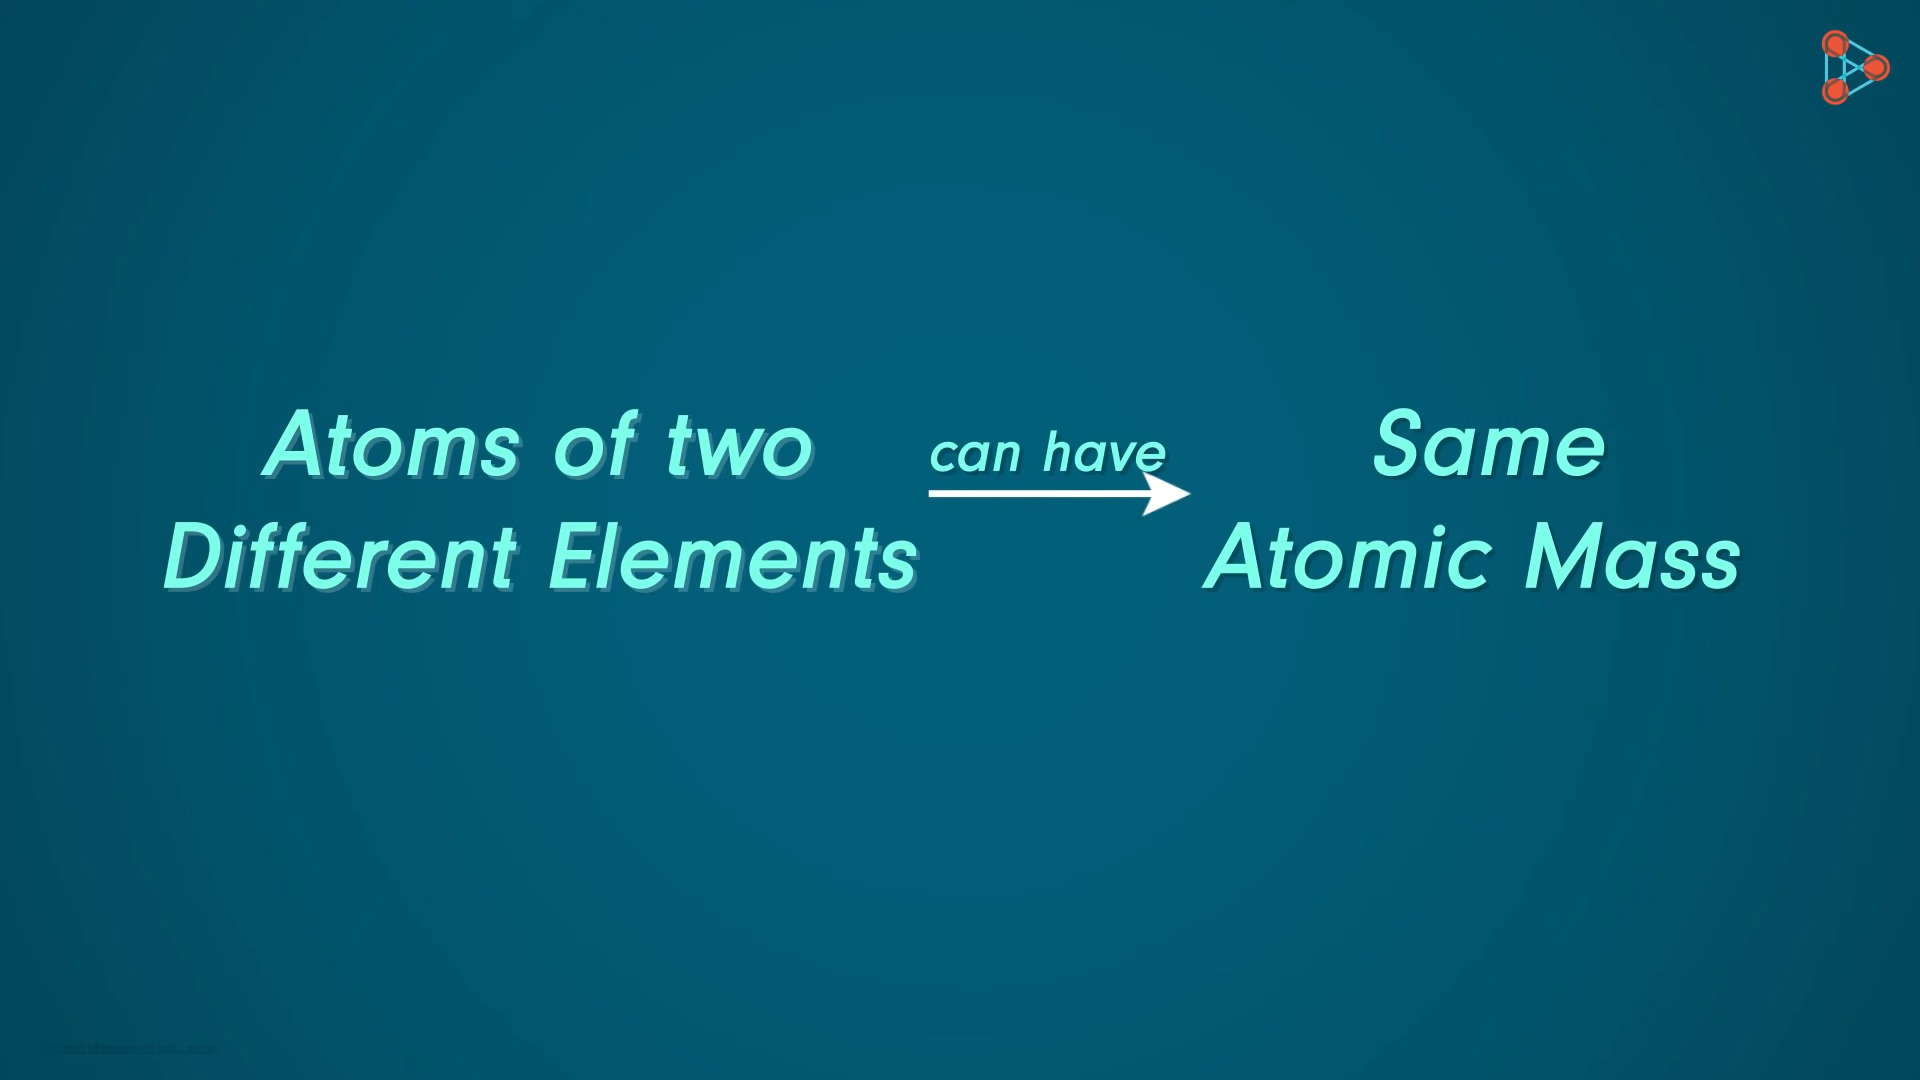 Atoms of two
Different Elements
can have
Same
Atomic Mass